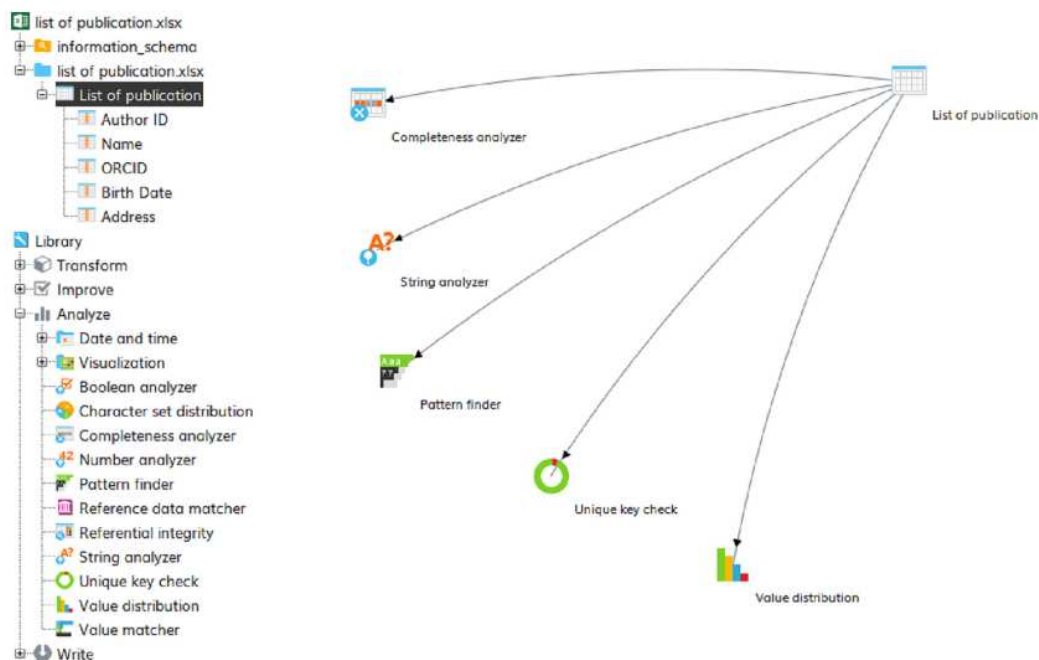 list of publication.xlsx
information_schema
list of publication.xlsx
List of publication
Author ID
Name
ORCID
Birth Date
Address
Library
Transform
Improve
Analyze
Date and time
Visualization
Boolean analyzer
Character set distribution
Completeness analyzer
Number analyzer
Pattern finder
Reference data matcher
Referential integrity
String analyzer
Unique key check
Value distribution
Value matcher
Write
List of publication
Completeness analyzer
String analyzer
Pattern finder
Unique key check
Value distribution